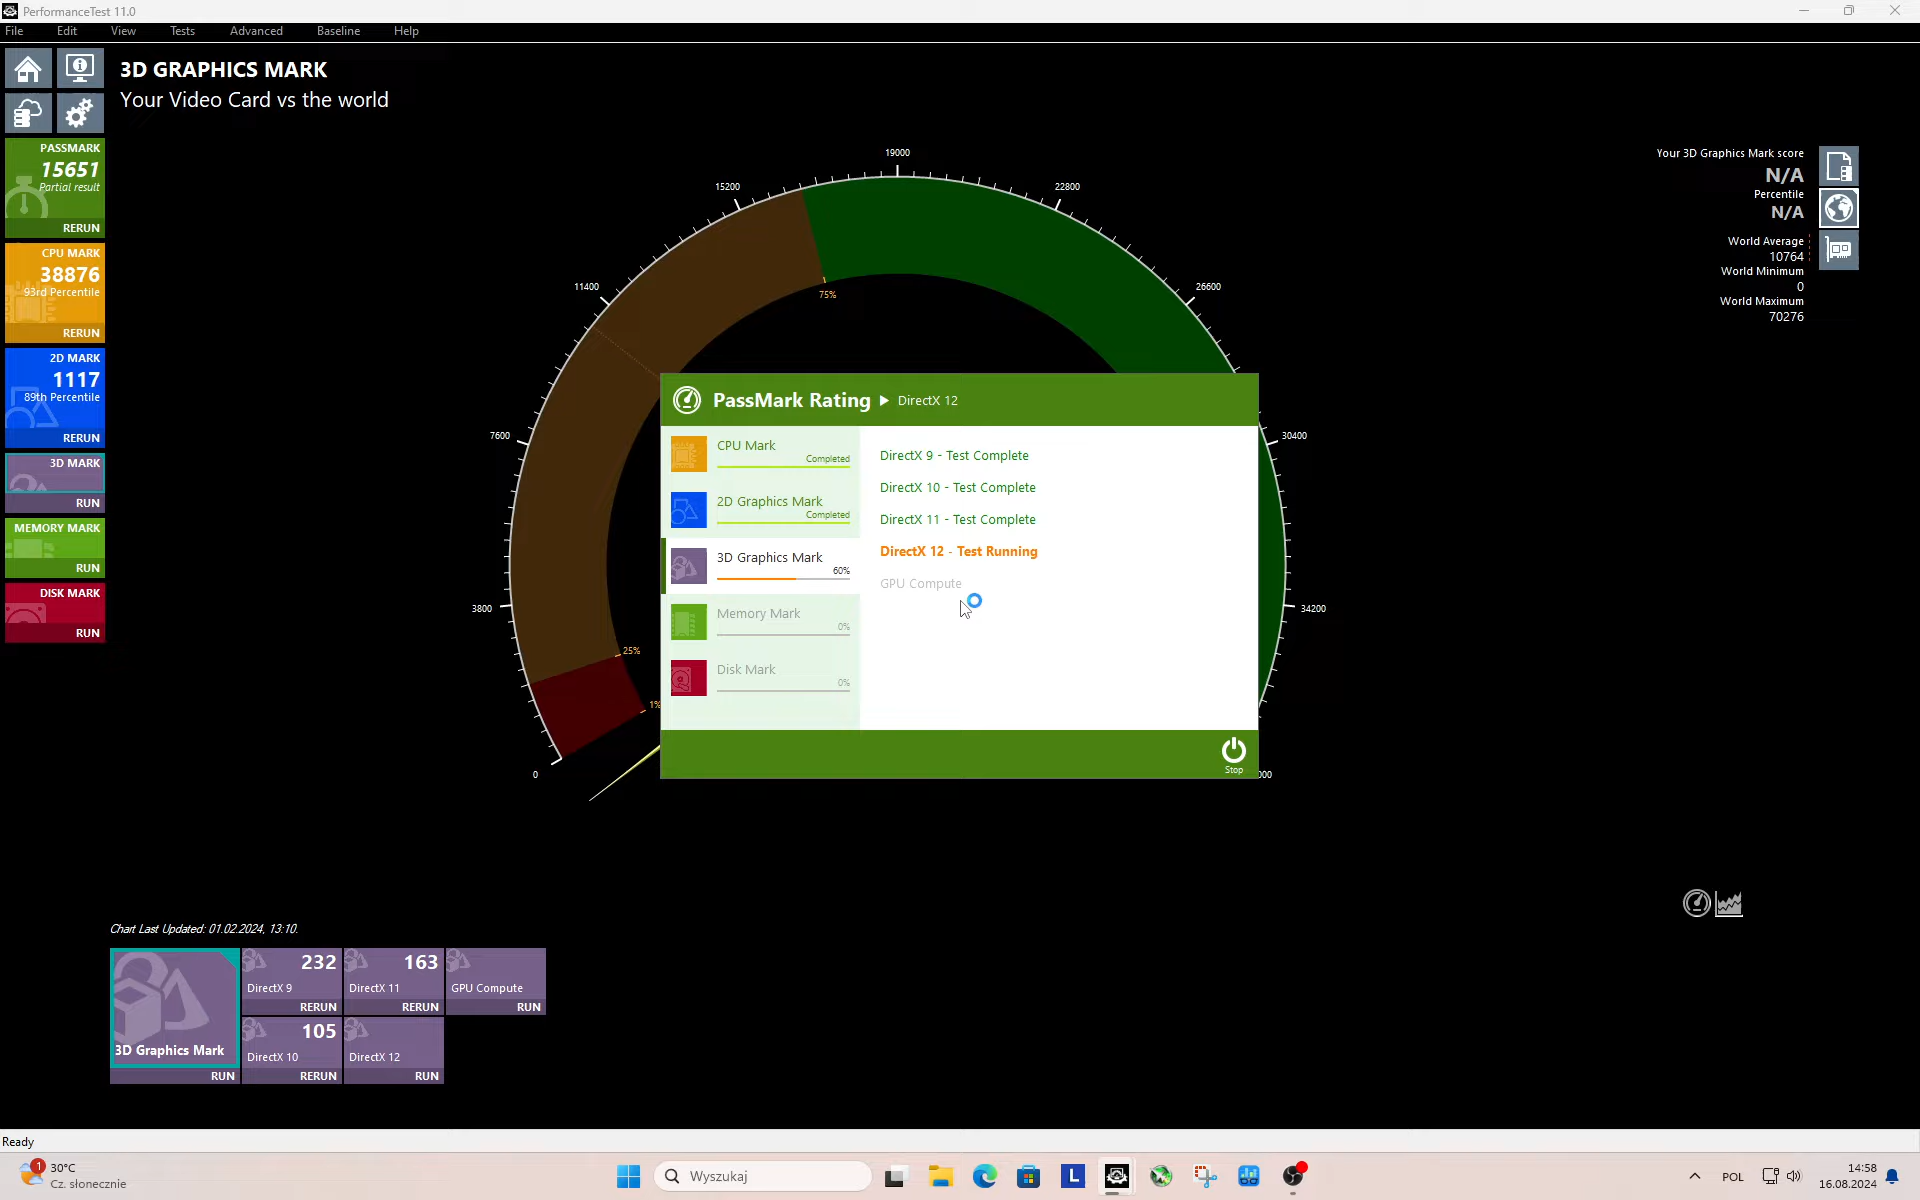 PerformanceTest 11.0
File Edit View Tests Advanced Baseline Help
3D GRAPHICS MARK
Your Video Card vs the world
PASSMARK
15651
Partial result
RERUN
CPU MARK
38876
93rd Percentile
RERUN
2D MARK
1117
89th Percentile
RERUN
3D MARK
RUN
MEMORY MARK
RUN
DISK MARK
RUN
0
3800
7600
11400
15200
19000
22800
26600
30400
34200
000
1%
25%
75%
Your 3D Graphics Mark score
N/A
Percentile
N/A
World Average
10764
World Minimum
0
World Maximum
70276
PassMark Rating ▶ DirectX 12
CPU Mark
Completed
2D Graphics Mark
Completed
3D Graphics Mark
60%
Memory Mark
0%
Disk Mark
0%
DirectX 9 - Test Complete
DirectX 10 - Test Complete
DirectX 11 - Test Complete
DirectX 12 - Test Running
GPU Compute
Stop
Chart Last Updated: 01.02.2024, 13:10.
3D Graphics Mark
RUN
232
DirectX 9
RERUN
163
DirectX 11
RERUN
GPU Compute
RUN
105
DirectX 10
RERUN
DirectX 12
RUN
Ready
1
30°C
Cz. słonecznie
Wyszukaj
L
POL
14:58
16.08.2024